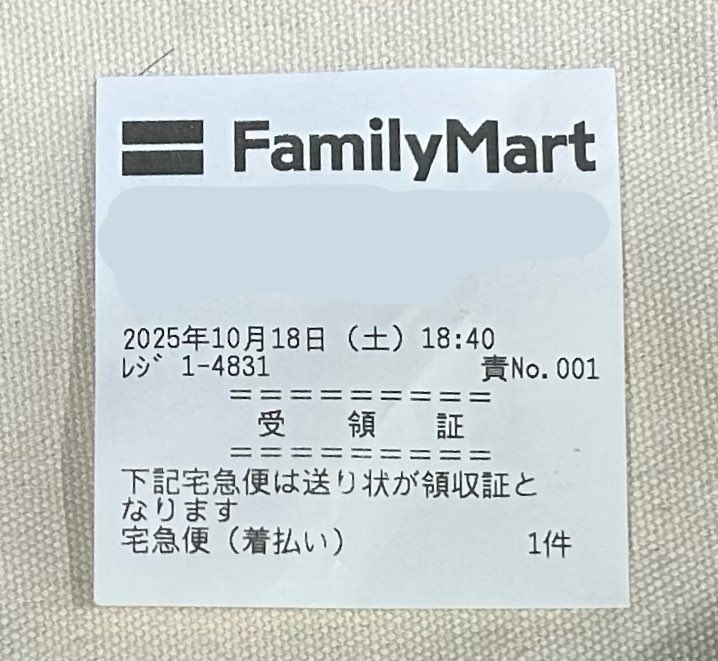 FamilyMart
2025年10月18日（土）18:40
ﾚｼﾞ 1-4831 責No.001
=========
受 領 証
=========
下記宅急便は送り状が領収証と
なります
宅急便（着払い） 1件